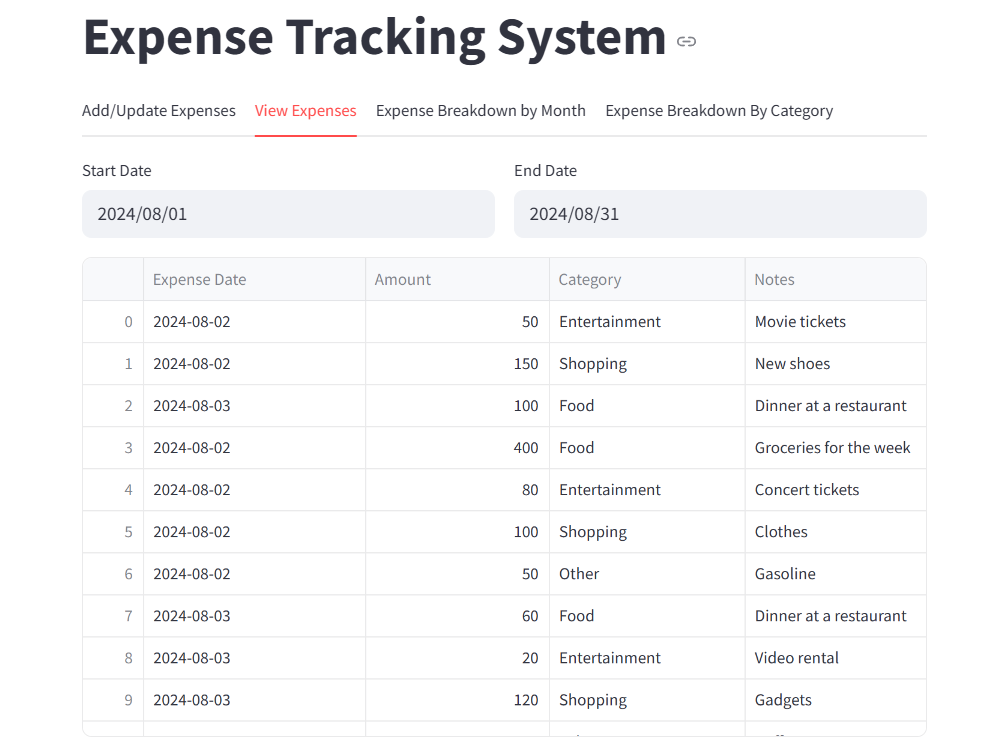 Expense Tracking System
Add/Update Expenses View Expenses Expense Breakdown by Month Expense Breakdown By Category
Start Date End Date
2024/08/01 2024/08/31
Expense Date Amount Category Notes
0 2024-08-02 50 Entertainment Movie tickets
1 2024-08-02 150 Shopping New shoes
2 2024-08-03 100 Food Dinner at a restaurant
3 2024-08-02 400 Food Groceries for the week
4 2024-08-02 80 Entertainment Concert tickets
5 2024-08-02 100 Shopping Clothes
6 2024-08-02 50 Other Gasoline
7 2024-08-03 60 Food Dinner at a restaurant
8 2024-08-03 20 Entertainment Video rental
9 2024-08-03 120 Shopping Gadgets